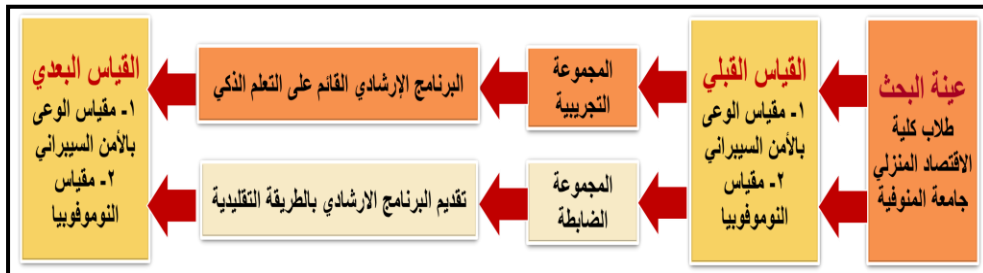 عينة البحث
طلاب كلية
الاقتصاد المنزلي
جامعة المنوفية
القياس القبلي
١- مقياس الوعى
بالأمن السيبراني
٢- مقياس
النوموفوبيا
المجموعة
التجريبية
البرنامج الإرشادي القائم على التعلم الذكي
المجموعة
الضابطة
تقديم البرنامج الارشادي بالطريقة التقليدية
القياس البعدي
١- مقياس الوعى
بالأمن السيبراني
٢- مقياس
النوموفوبيا